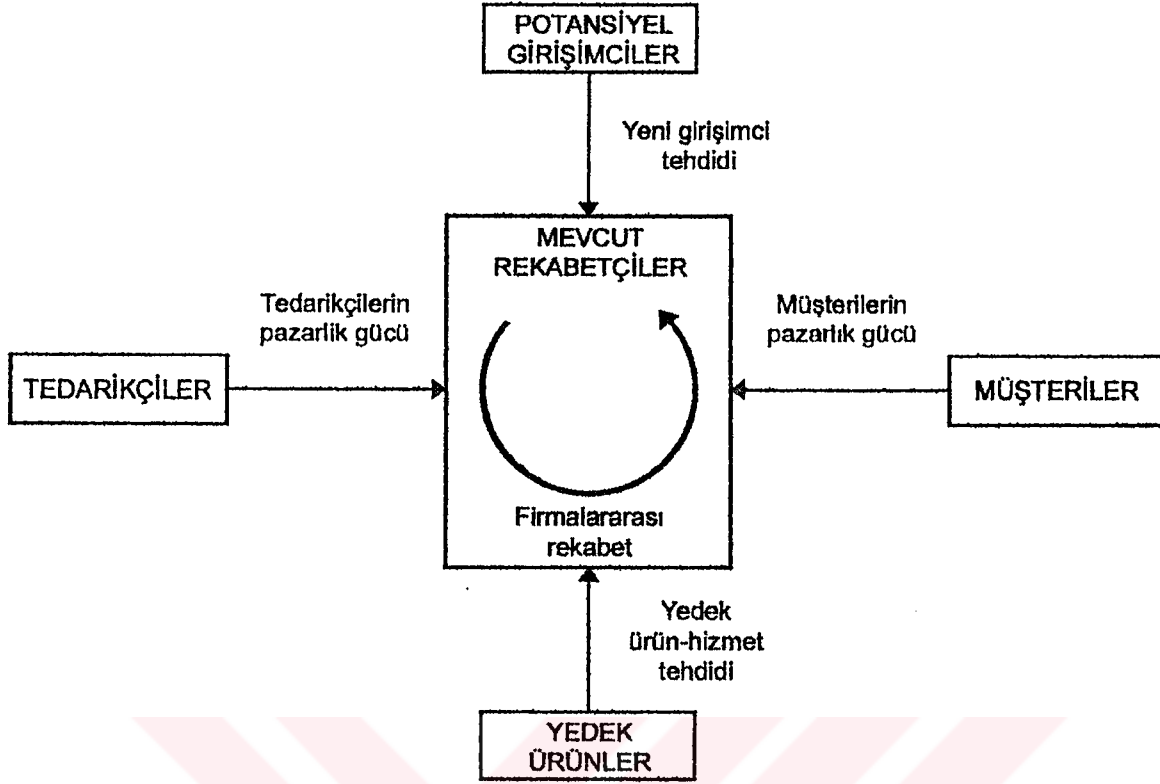 POTANSİYEL
GİRİŞİMCİLER
Yeni girişimci
tehdidi
MEVCUT
REKABETÇİLER
Tedarikçilerin
pazarlik gücü
Müşterilerin
pazarlık gücü
TEDARİKÇİLER
MÜŞTERİLER
Firmalararası
rekabet
Yedek
ürün-hizmet
tehdidi
YEDEK
ÜRÜNLER